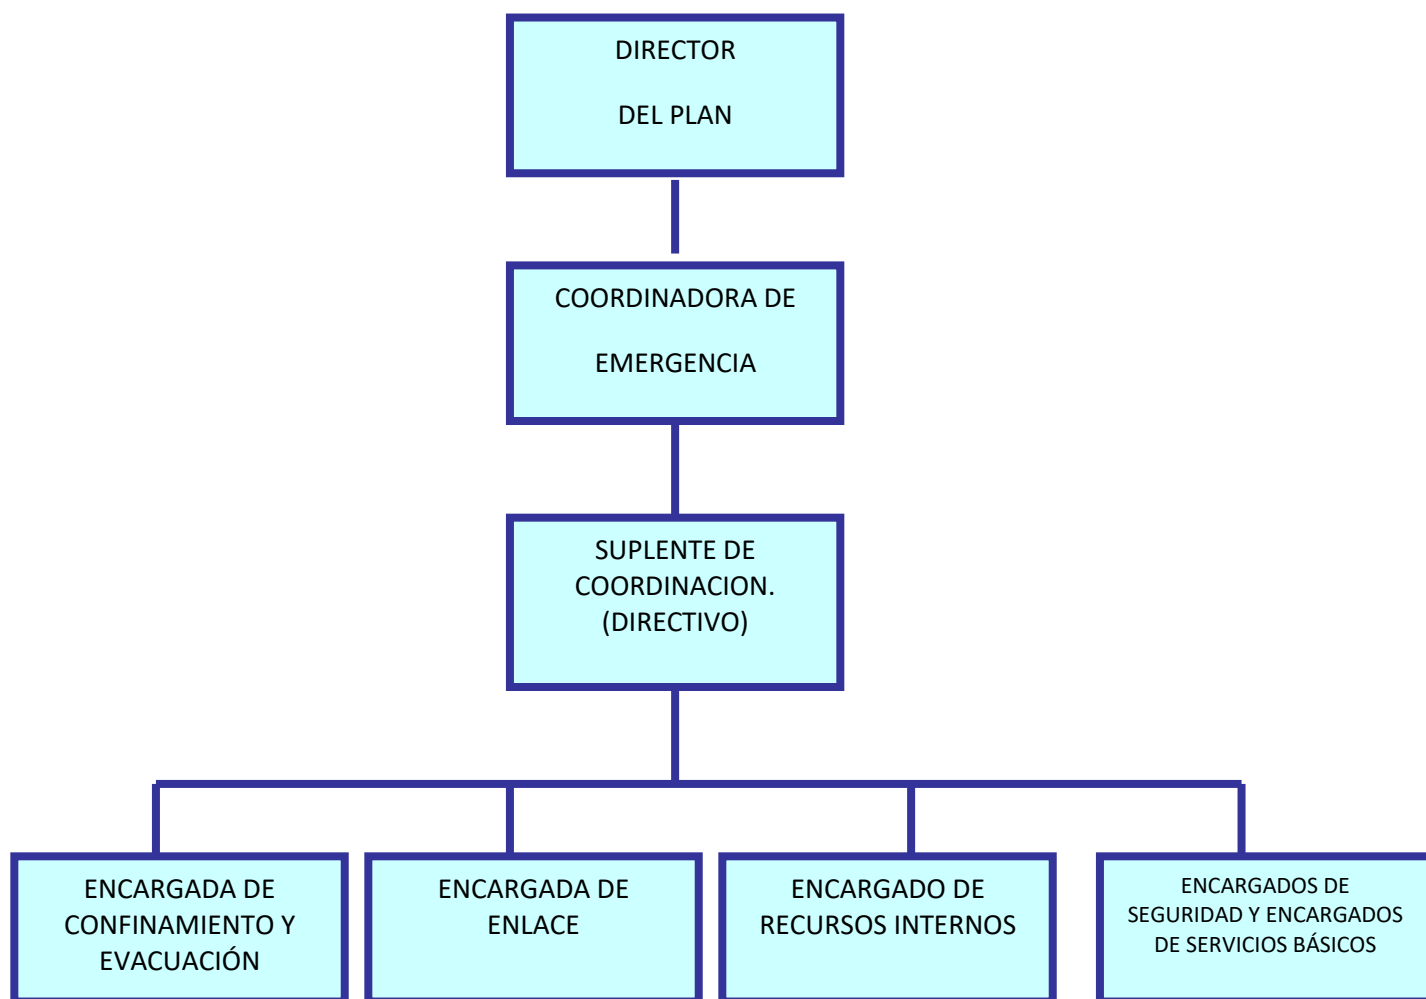 DIRECTOR
DEL PLAN
COORDINADORA DE
EMERGENCIA
SUPLENTE DE
COORDINACION.
(DIRECTIVO)
ENCARGADA DE
CONFINAMIENTO Y
EVACUACIÓN
ENCARGADA DE
ENLACE
ENCARGADO DE
RECURSOS INTERNOS
ENCARGADOS DE
SEGURIDAD Y ENCARGADOS
DE SERVICIOS BÁSICOS